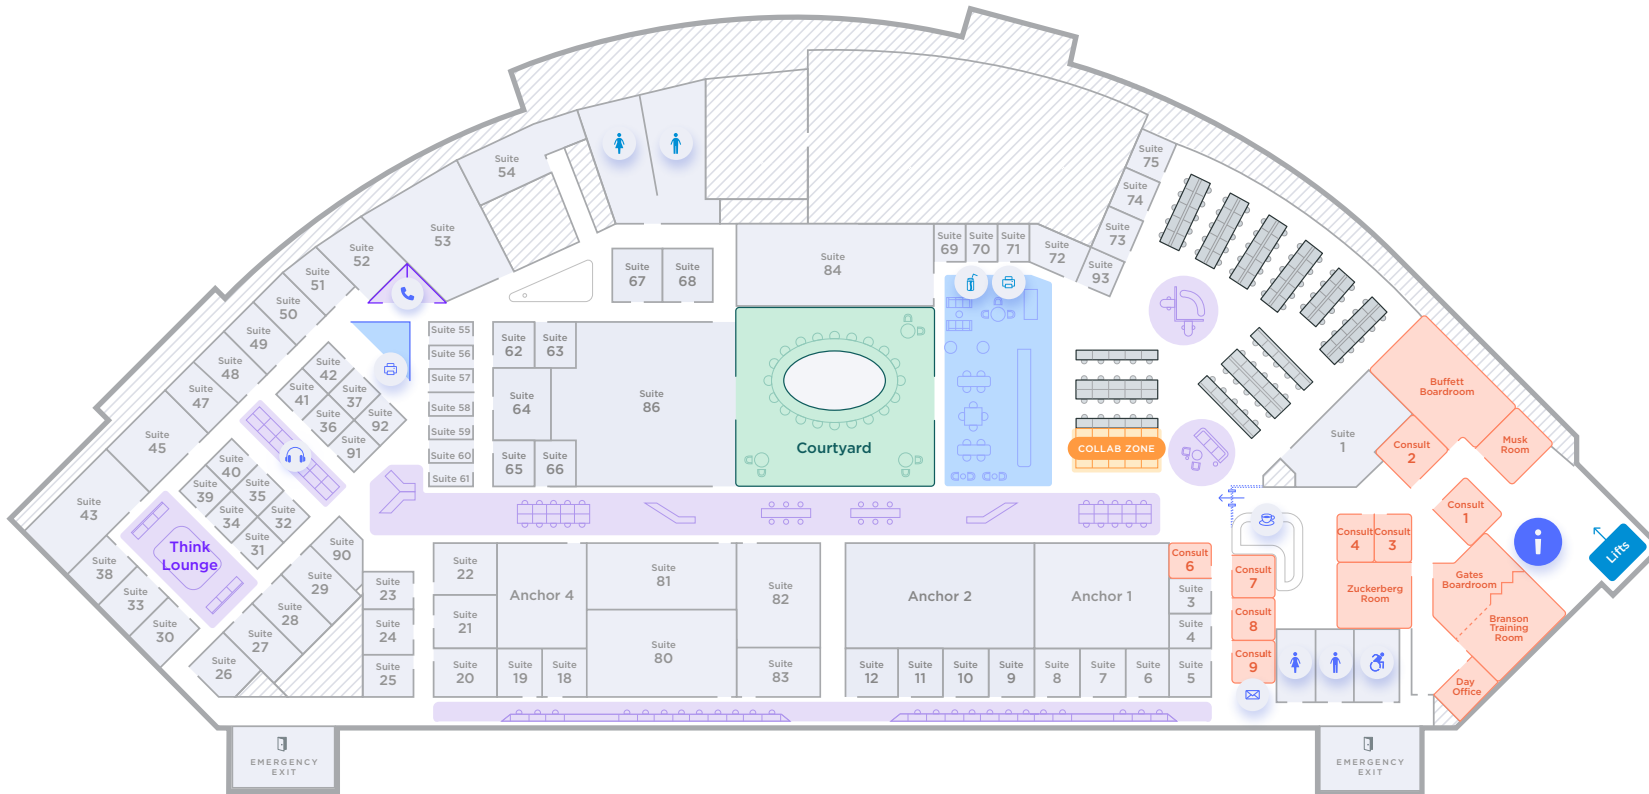 Suite
54
Suite
53
Suite
52
Suite
51
Suite
50
Suite
49
Suite
48
Suite
47
Suite
45
Suite
43
Suite
38
Suite
33
Suite
30
Suite
42
Suite
41
Suite
37
Suite
36
Suite
92
Suite
91
Suite
40
Suite
39
Suite
35
Suite
34
Suite
32
Suite
31
Think
Lounge
Suite
90
Suite
29
Suite
28
Suite
27
Suite
26
Suite
23
Suite
24
Suite
25
Suite 55
Suite 56
Suite 57
Suite 58
Suite 59
Suite 60
Suite 61
Suite
62
Suite
63
Suite
64
Suite
65
Suite
66
Suite
67
Suite
68
Suite
86
Suite
84
Courtyard
Suite
69
Suite
70
Suite
71
Suite
72
Suite
93
Suite
73
Suite
74
Suite
75
COLLAB ZONE
Suite
1
Buffett
Boardroom
Musk
Room
Consult
2
Consult
1
Consult
4
Consult
3
Zuckerberg
Room
Gates
Boardroom
Branson
Training
Room
Day
Office
Lifts
Suite
22
Suite
21
Suite
20
Anchor 4
Suite
19
Suite
18
Suite
81
Suite
80
Suite
82
Suite
83
Anchor 2
Anchor 1
Suite
12
Suite
11
Suite
10
Suite
9
Suite
8
Suite
7
Suite
6
Suite
5
Suite
4
Suite
3
Consult
6
Consult
7
Consult
8
Consult
9
EMERGENCY
EXIT
EMERGENCY
EXIT